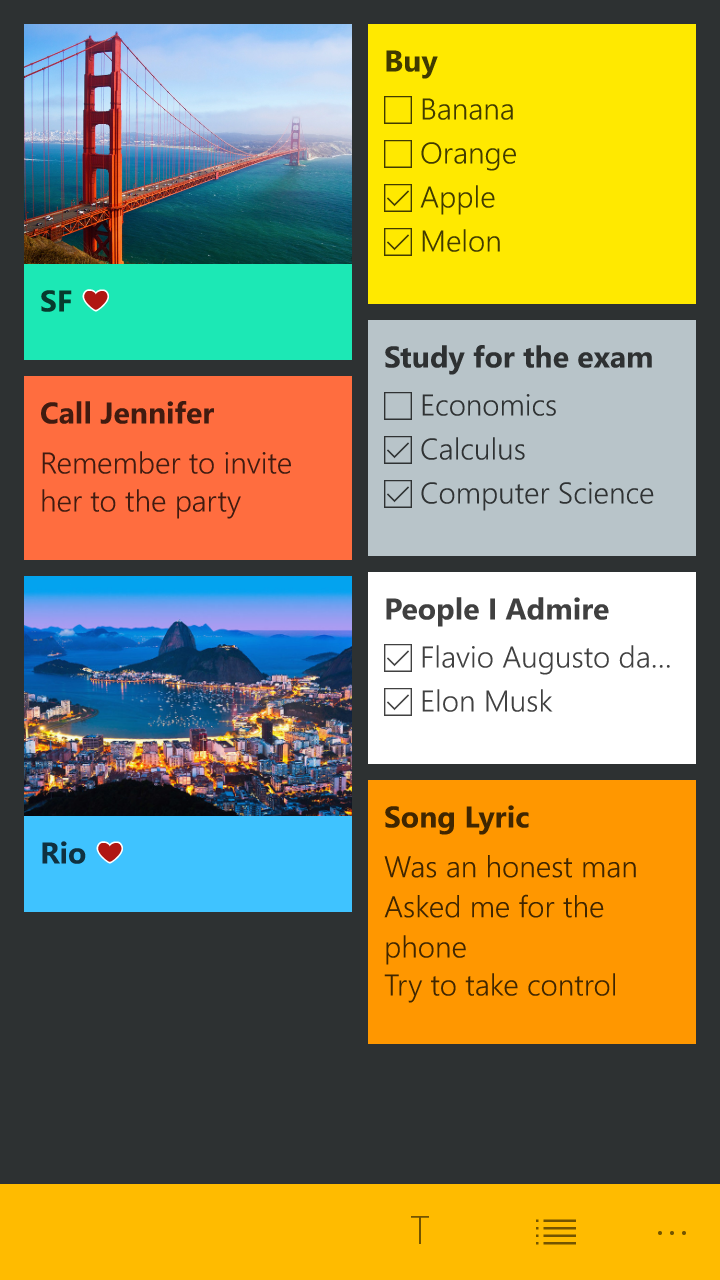 SF ❤
Call Jennifer
Remember to invite
her to the party
Rio ❤
Buy
Banana
Orange
Apple
Melon
Study for the exam
Economics
Calculus
Computer Science
People I Admire
Flavio Augusto da...
Elon Musk
Song Lyric
Was an honest man
Asked me for the
phone
Try to take control
T